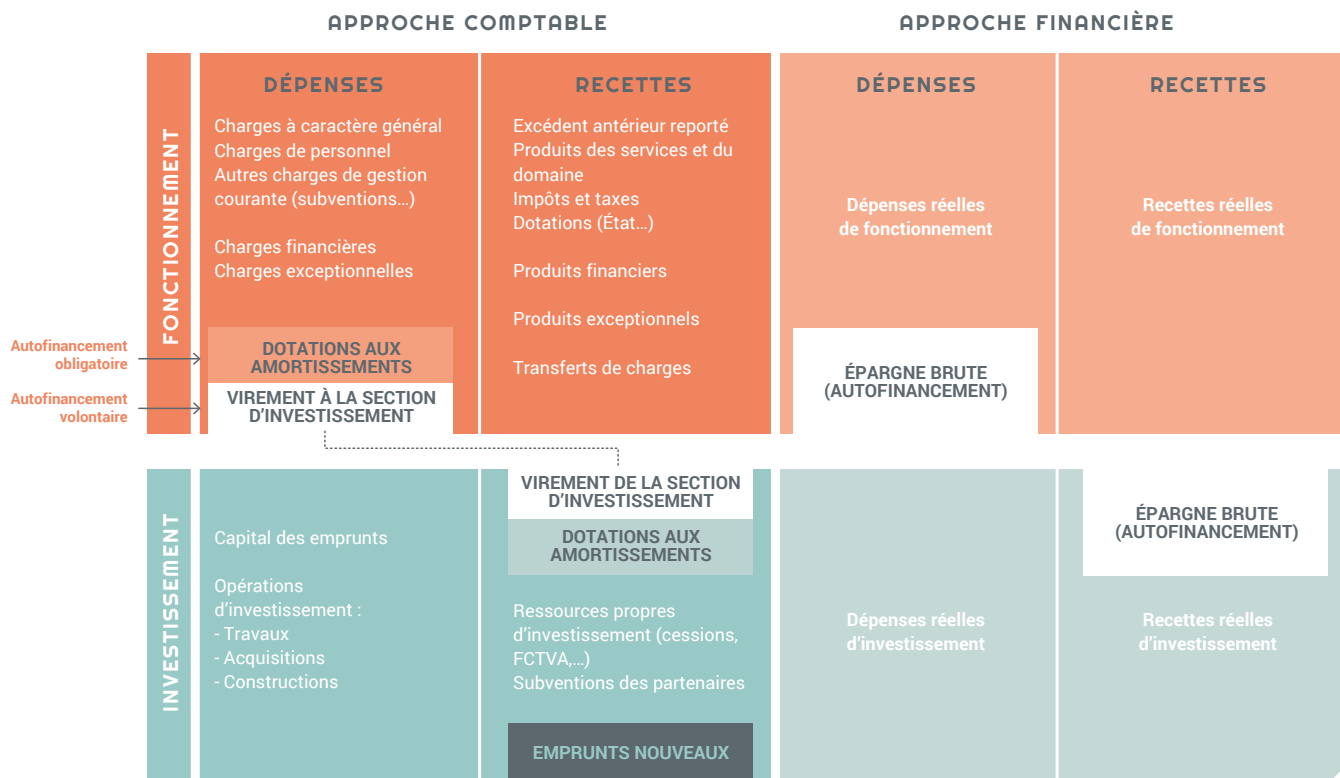 APPROCHE COMPTABLE
APPROCHE FINANCIÈRE
FONCTIONNEMENT
DÉPENSES
Charges à caractère général
Charges de personnel
Autres charges de gestion
courante (subventions…)
Charges financières
Charges exceptionnelles
Autofinancement
obligatoire
DOTATIONS AUX
AMORTISSEMENTS
Autofinancement
volontaire
VIREMENT À LA SECTION
D'INVESTISSEMENT
RECETTES
Excédent antérieur reporté
Produits des services et du
domaine
Impôts et taxes
Dotations (État…)
Produits financiers
Produits exceptionnels
Transferts de charges
DÉPENSES
Dépenses réelles
de fonctionnement
ÉPARGNE BRUTE
(AUTOFINANCEMENT)
RECETTES
Recettes réelles
de fonctionnement
INVESTISSEMENT
Capital des emprunts
Opérations
d'investissement :
- Travaux
- Acquisitions
- Constructions
VIREMENT DE LA SECTION
D'INVESTISSEMENT
DOTATIONS AUX
AMORTISSEMENTS
Ressources propres
d'investissement (cessions,
FCTVA,…)
Subventions des partenaires
EMPRUNTS NOUVEAUX
Dépenses réelles
d'investissement
ÉPARGNE BRUTE
(AUTOFINANCEMENT)
Recettes réelles
d'investissement